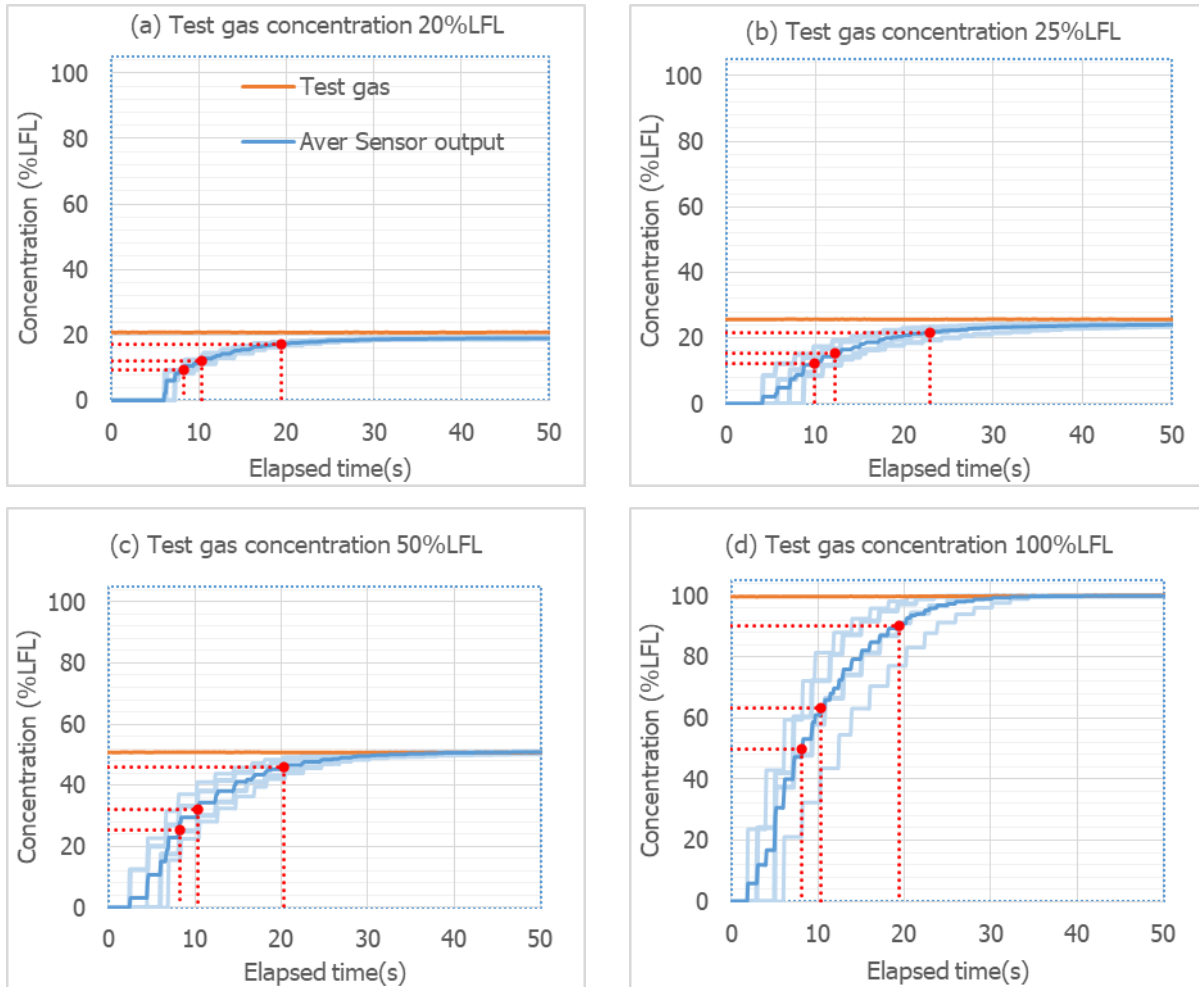 (a) Test gas concentration 20%LFL
Concentration (%LFL)
100
80
60
40
20
0
Test gas
Aver Sensor output
0 10 20 30 40 50
Elapsed time(s)
(b) Test gas concentration 25%LFL
Concentration (%LFL)
100
80
60
40
20
0
0 10 20 30 40 50
Elapsed time(s)
(c) Test gas concentration 50%LFL
Concentration (%LFL)
100
80
60
40
20
0
0 10 20 30 40 50
Elapsed time(s)
(d) Test gas concentration 100%LFL
Concentration (%LFL)
100
80
60
40
20
0
0 10 20 30 40 50
Elapsed time(s)